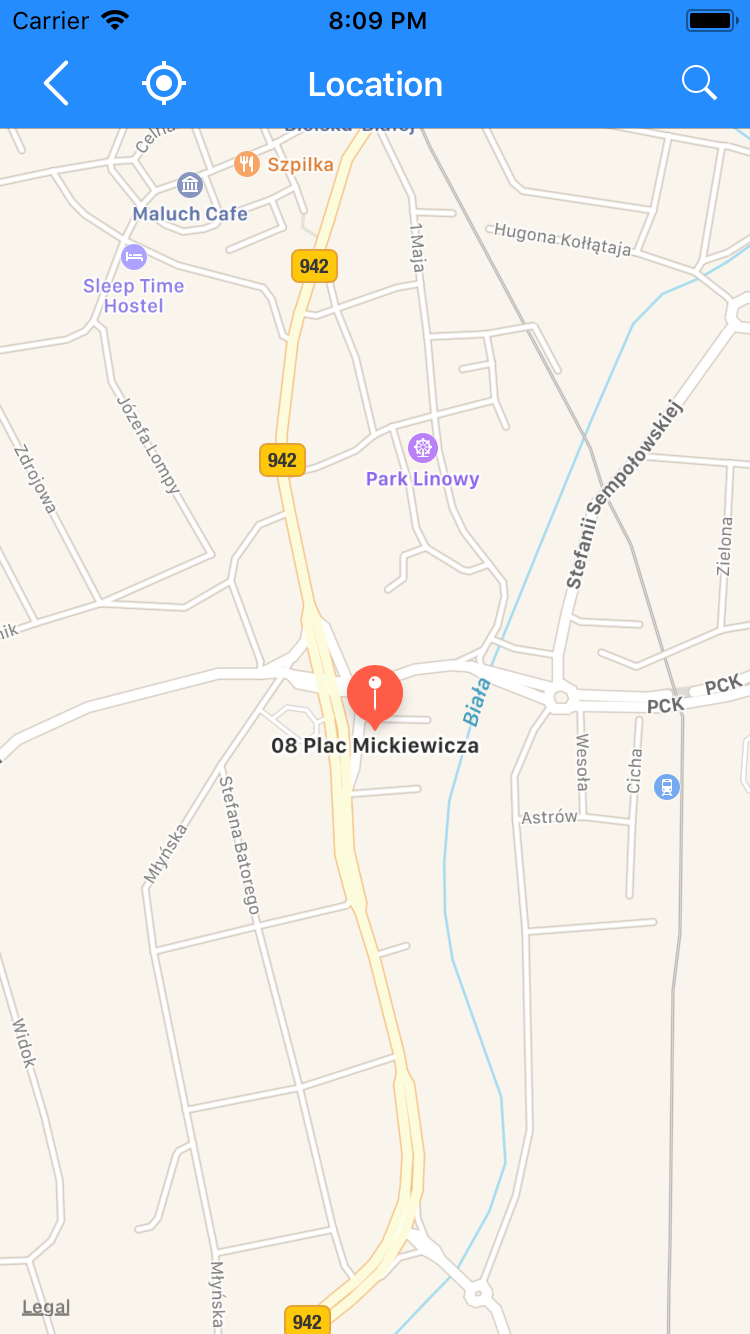 Carrier 8:09 PM
Location
Celna
Bielsku-Białej
Szpilka
Maluch Cafe
1 Maja
Hugona Kołłątaja
942
Sleep Time
Hostel
Józefa Lompy
Stefanii Sempołowskiej
Zdrojowa
942
Park Linowy
Zielona
nik
Biała
PCK
PCK
08 Plac Mickiewicza
Wesoła
Cicha
Stefana Batorego
Młyńska
Astrów
Widok
Młyńska
Legal
942